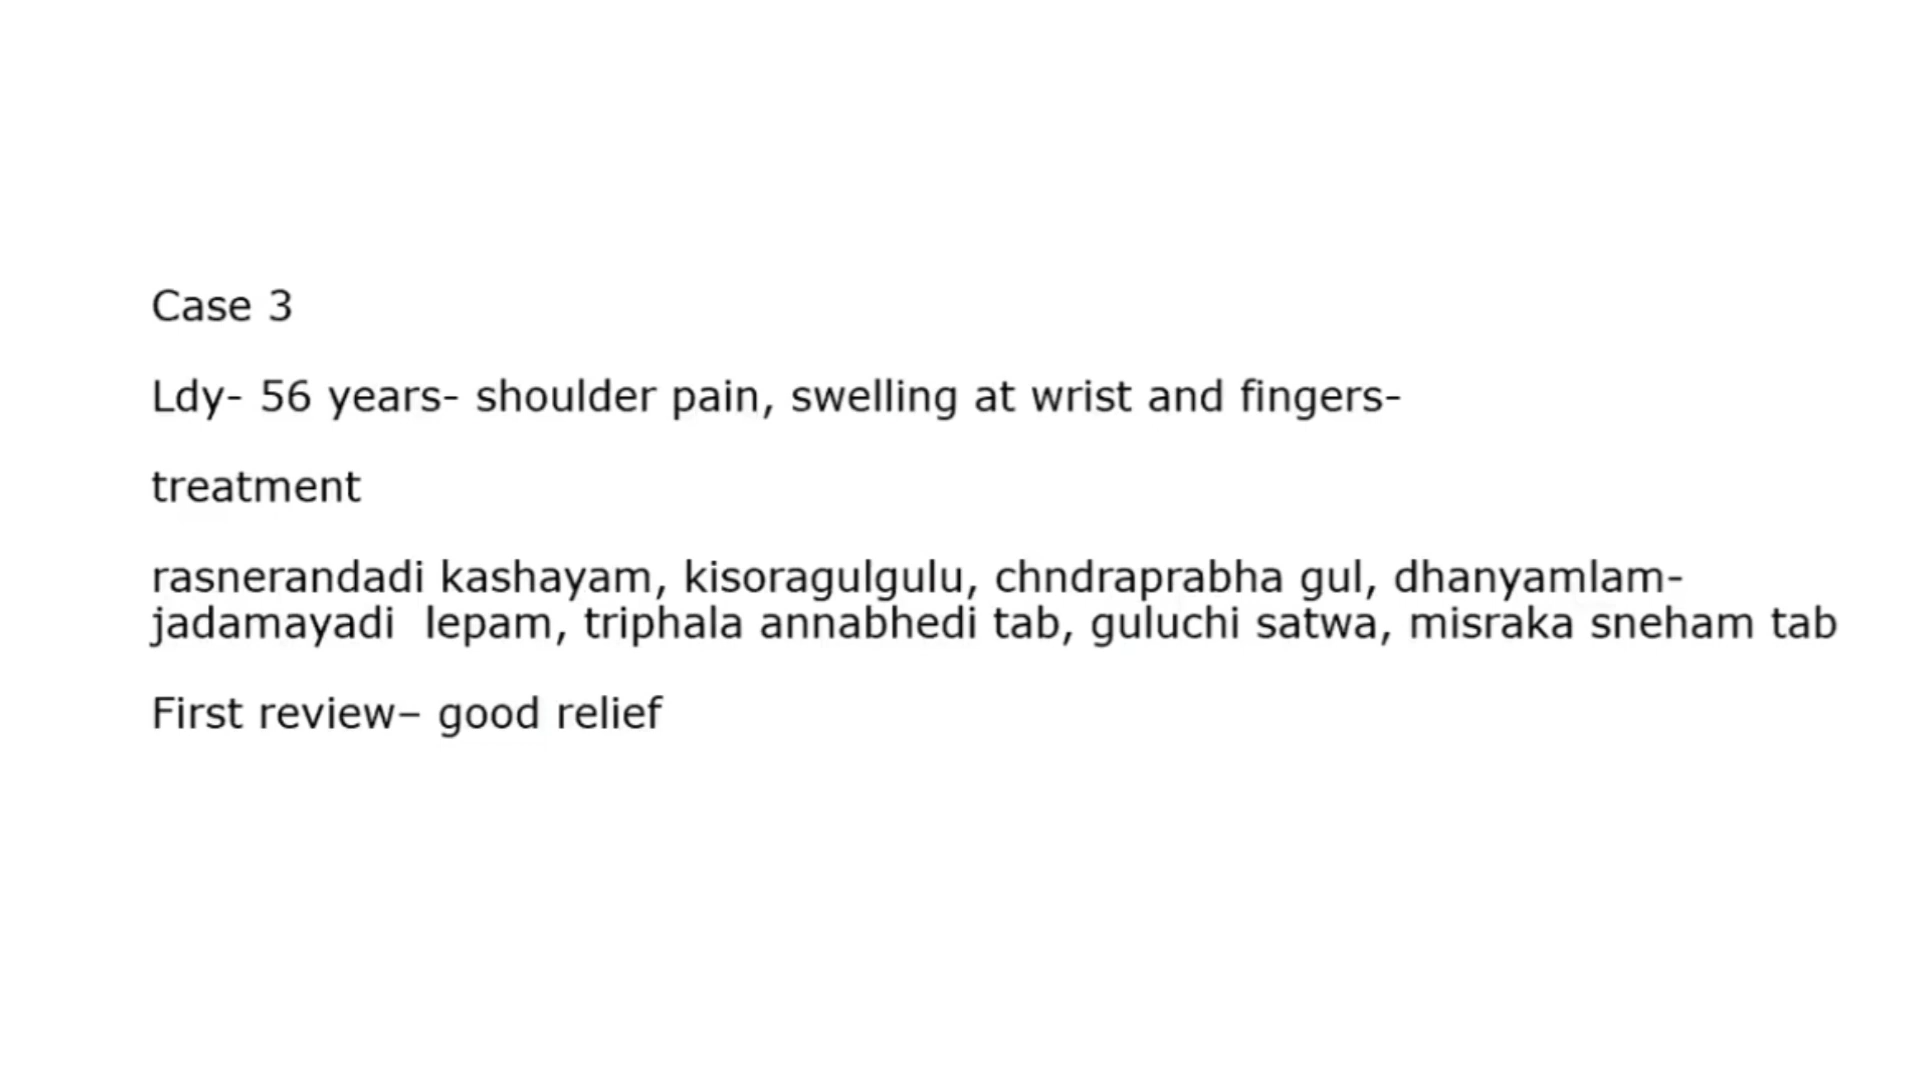 Case 3
Ldy- 56 years- shoulder pain, swelling at wrist and fingers-
treatment
rasnerandadi kashayam, kisoragulgulu, chndraprabha gul, dhanyamlam-
jadamayadi  lepam, triphala annabhedi tab, guluchi satwa, misraka sneham tab
First review– good relief